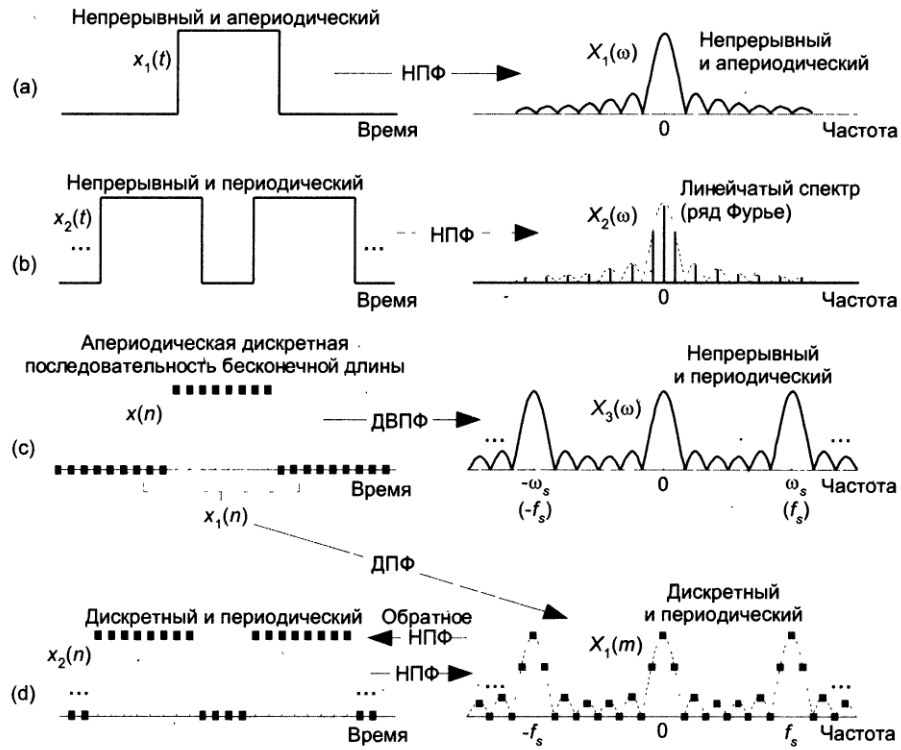 Непрерывный и апериодический
x₁(t)
НПФ
X₁(ω)
Непрерывный
и апериодический
(a)
Время
0
Частота
Непрерывный и периодический
x₂(t)
...
...
НПФ
X₂(ω)
Линейчатый спектр
(ряд Фурье)
(b)
Время
0
Частота
Апериодическая дискретная
последовательность бесконечной длины
x(n)
ДВПФ
Непрерывный
и периодический
X₃(ω)
...
...
(c)
Время
-ωₛ
0
ωₛ
Частота
(-fₛ)
(fₛ)
x₁(n)
ДПФ
Дискретный и периодический
Обратное
НПФ
Дискретный
и периодический
x₂(n)
НПФ
X₁(m)
...
...
...
...
(d)
Время
-fₛ
0
fₛ
Частота